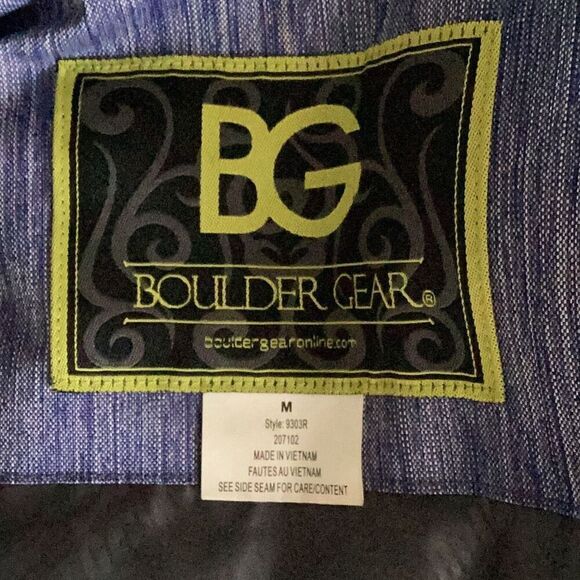 BG
BOULDER GEAR®
bouldergearonline.com
M
Style: 9303R
207102
MADE IN VIETNAM
FAUTES AU VIETNAM
SEE SIDE SEAM FOR CARE/CONTENT